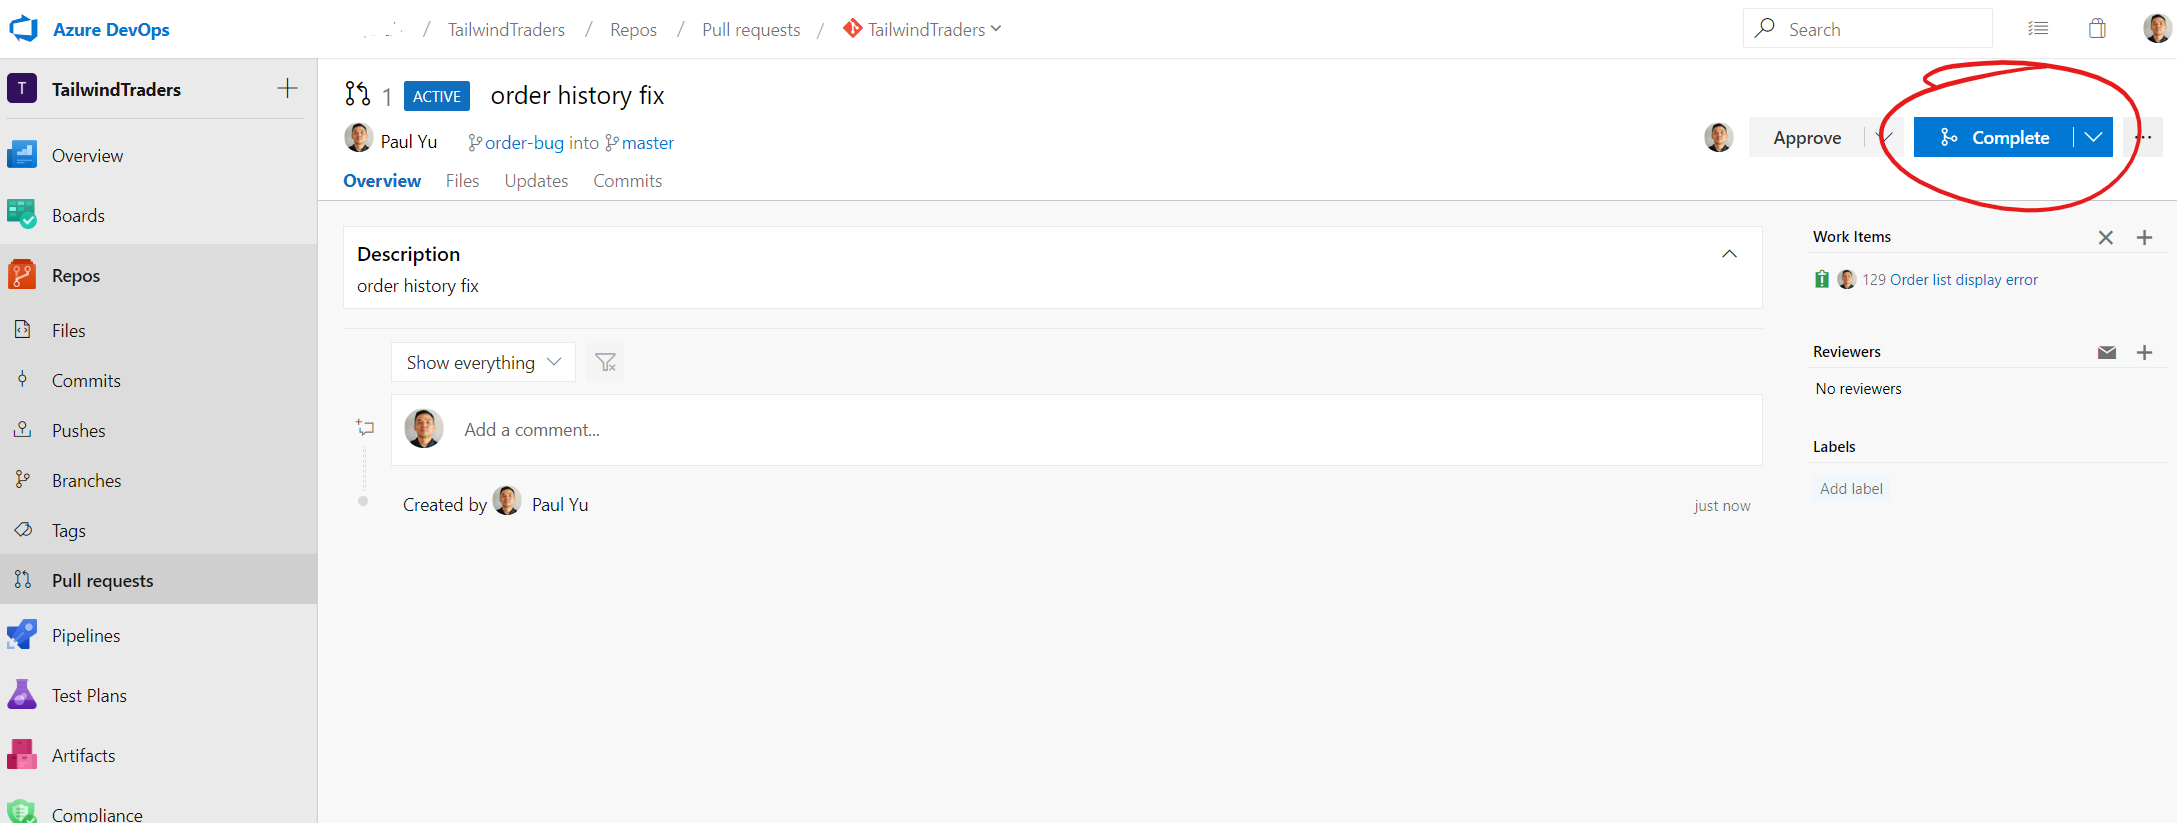 Azure DevOps / TailwindTraders / Repos / Pull requests / TailwindTraders Search
T TailwindTraders
Overview
Boards
Repos
Files
Commits
Pushes
Branches
Tags
Pull requests
Pipelines
Test Plans
Artifacts
Compliance
1 ACTIVE order history fix
Paul Yu order-bug into master
Approve Complete
Overview Files Updates Commits
Description
order history fix
Show everything
Add a comment...
Created by Paul Yu just now
Work Items
129 Order list display error
Reviewers
No reviewers
Labels
Add label